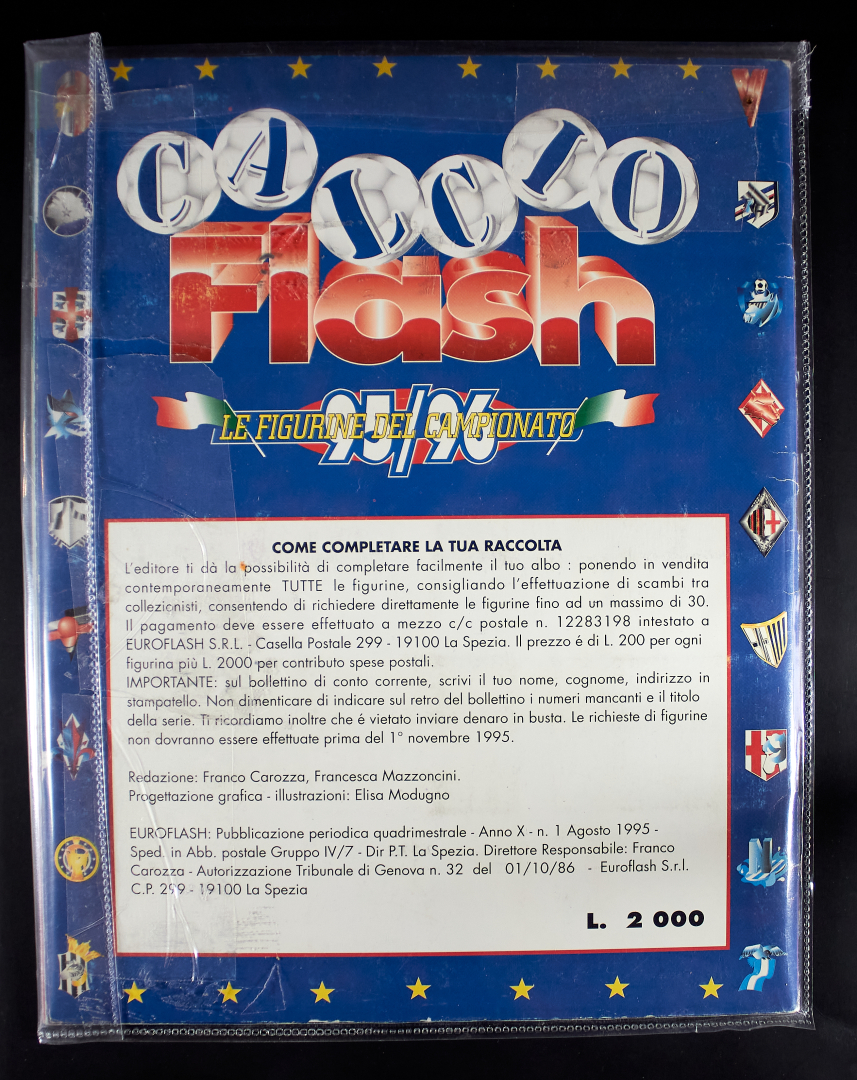 CALCIO
Flash
95/96
LE FIGURINE DEL CAMPIONATO
COME COMPLETARE LA TUA RACCOLTA
L'editore ti dà la possibilità di completare facilmente il tuo albo : ponendo in vendita
contemporaneamente TUTTE le figurine, consigliando l'effettuazione di scambi tra
collezionisti, consentendo di richiedere direttamente le figurine fino ad un massimo di 30.
Il pagamento deve essere effettuato a mezzo c/c postale n. 12283198 intestato a
EUROFLASH S.R.L. - Casella Postale 299 - 19100 La Spezia. Il prezzo é di L. 200 per ogni
figurina più L. 2000 per contributo spese postali.
IMPORTANTE: sul bollettino di conto corrente, scrivi il tuo nome, cognome, indirizzo in
stampatello. Non dimenticare di indicare sul retro del bollettino i numeri mancanti e il titolo
della serie. Ti ricordiamo inoltre che é vietato inviare denaro in busta. Le richieste di figurine
non dovranno essere effettuate prima del 1° novembre 1995.
Redazione: Franco Carozza, Francesca Mazzoncini.
Progettazione grafica - illustrazioni: Elisa Modugno
EUROFLASH: Pubblicazione periodica quadrimestrale - Anno X - n. 1 Agosto 1995 -
Sped. in Abb. postale Gruppo IV/7 - Dir P.T. La Spezia. Direttore Responsabile: Franco
Carozza - Autorizzazione Tribunale di Genova n. 32 del 01/10/86 - Euroflash S.r.l.
C.P. 299 - 19100 La Spezia
L. 2000